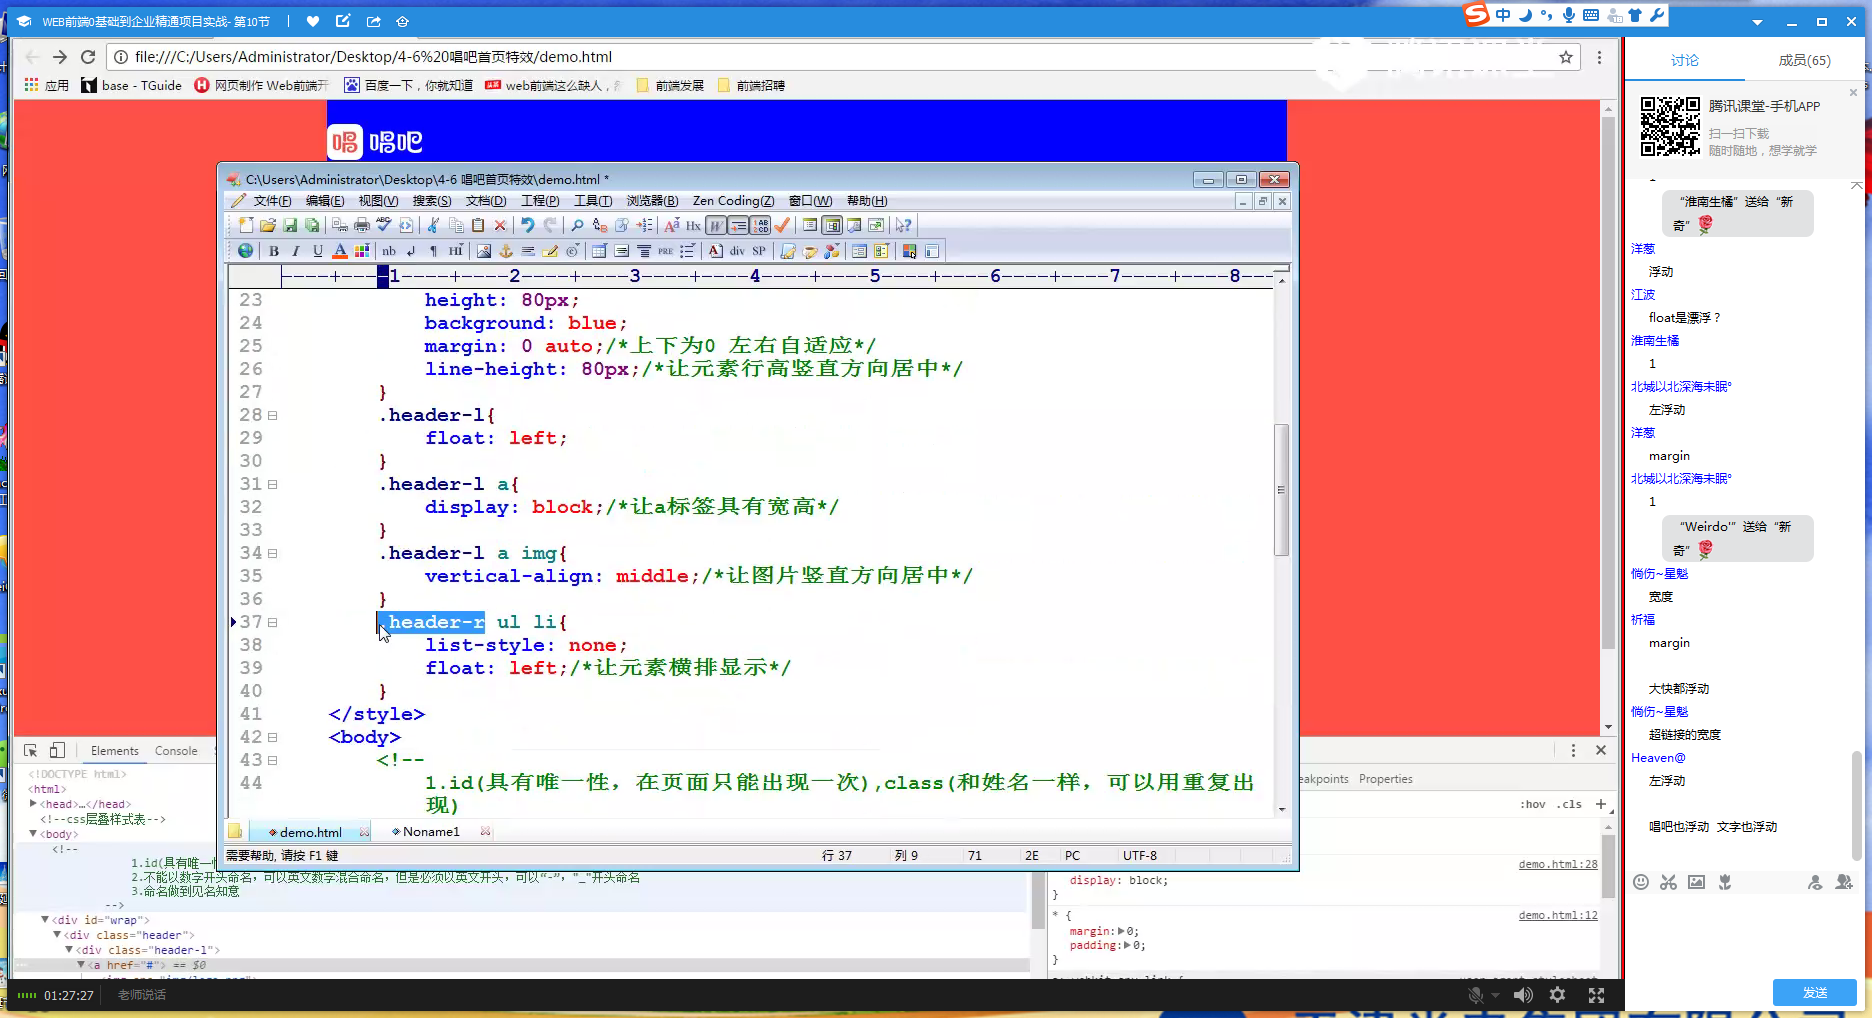 WEB前端0基础到企业精通项目实战- 第10节
中
file:///C:/Users/Administrator/Desktop/4-6%20唱吧首页特效/demo.html
应用
base - TGuide
网页制作 Web前端开
百度一下，你就知道
web前端这么缺人，
前端发展
前端招聘
唱 唱吧
C:\Users\Administrator\Desktop\4-6 唱吧首页特效\demo.html *
文件(F) 编辑(E) 视图(V) 搜索(S) 文档(D) 工程(P) 工具(T) 浏览器(B) Zen Coding(Z) 窗口(W) 帮助(H)
B I U A nb ¶ HI PRE A div SP
----+----1----+----2----+----3----+----4----+----5----+----6----+----7----+----8--
23 height: 80px;
24 background: blue;
25 margin: 0 auto;/*上下为0 左右自适应*/
26 line-height: 80px;/*让元素行高竖直方向居中*/
27 }
28 .header-l{
29 float: left;
30 }
31 .header-l a{
32 display: block;/*让a标签具有宽高*/
33 }
34 .header-l a img{
35 vertical-align: middle;/*让图片竖直方向居中*/
36 }
37 .header-r ul li{
38 list-style: none;
39 float: left;/*让元素横排显示*/
40 }
41 </style>
42 <body>
43 <!--
44 1.id(具有唯一性，在页面只能出现一次),class(和姓名一样，可以用重复出
现)
demo.html
Noname1
需要帮助, 请按 F1 键
行 37 列 9 71 2E PC UTF-8
Elements Console
<!DOCTYPE html>
<html>
<head>…</head>
<!--css层叠样式表-->
<body>
<!--
1.id(具有唯一性
2.不能以数字开头命名，可以英文数字混合命名，但是必须以英文开头，可以“-”，"_"开头命名
3.命名做到见名知意
-->
<div id="wrap">
<div class="header">
<div class="header-l">
<a href="#"> == $0
eakpoints Properties
:hov .cls +
demo.html:28
display: block;
}
* { demo.html:12
margin: 0;
padding: 0;
}
01:27:27
老师说话
讨论
成员(65)
腾讯课堂-手机APP
扫一扫下载
随时随地，想学就学
“淮南生橘”送给“新
奇”
洋葱
浮动
江波
float是漂浮？
淮南生橘
1
北城以北深海未眠°
左浮动
洋葱
margin
北城以北深海未眠°
1
“Weirdo'”送给“新
奇”
倘伤~星魁
宽度
祈福
margin
大快都浮动
倘伤~星魁
超链接的宽度
Heaven@
左浮动
唱吧也浮动 文字也浮动
发送